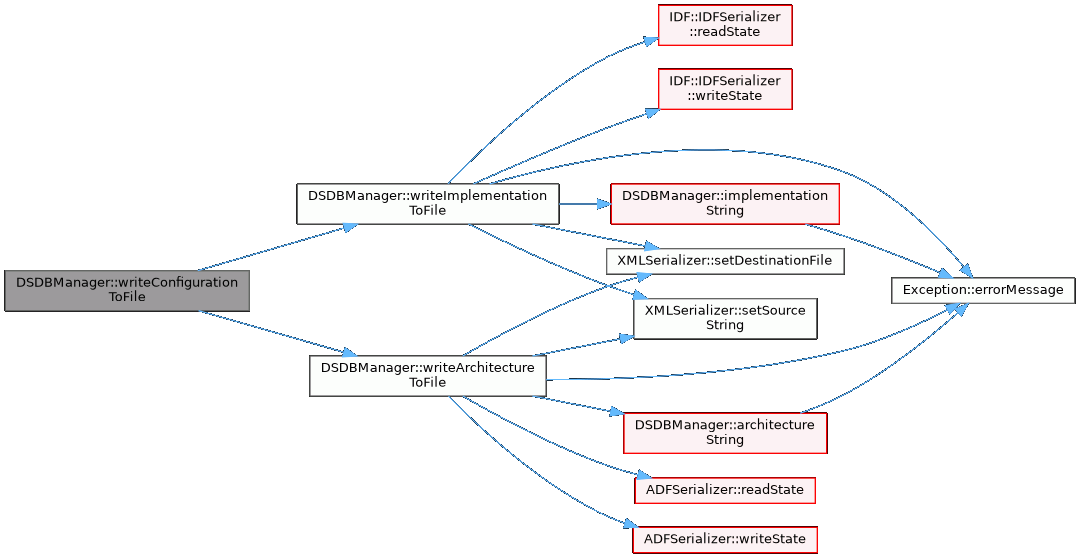 DSDBManager::writeConfiguration
ToFile
DSDBManager::writeImplementation
ToFile
DSDBManager::writeArchitecture
ToFile
IDF::IDFSerializer
::readState
IDF::IDFSerializer
::writeState
DSDBManager::implementation
String
XMLSerializer::setDestinationFile
XMLSerializer::setSource
String
DSDBManager::architecture
String
ADFSerializer::readState
ADFSerializer::writeState
Exception::errorMessage